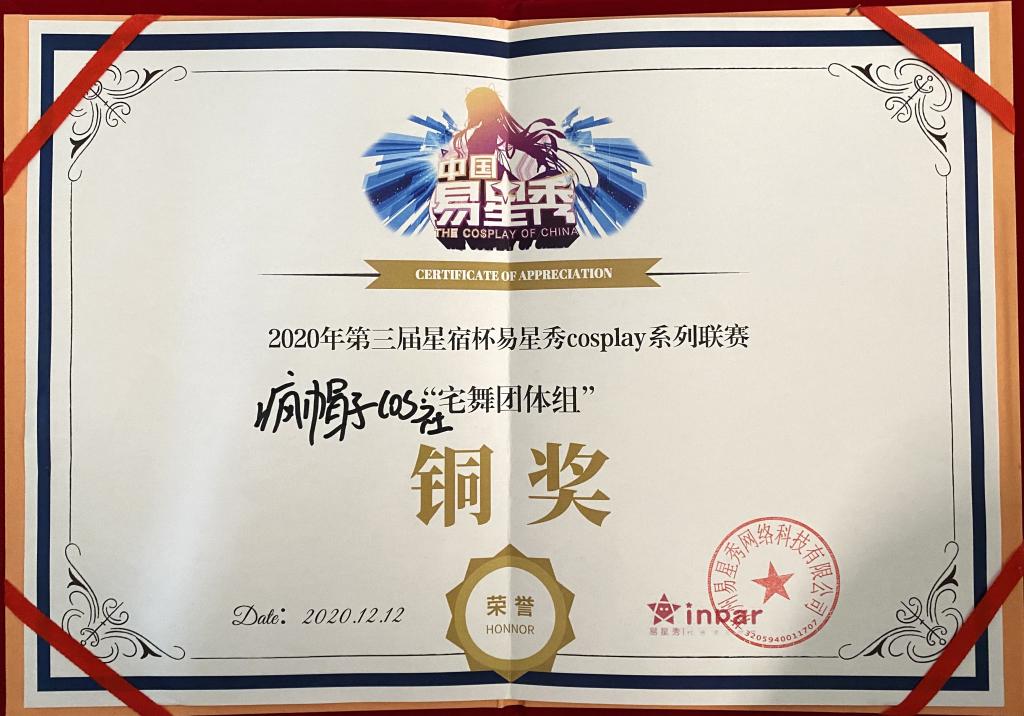 中国
易星秀
THE COSPLAY OF CHINA
CERTIFICATE OF APPRECIATION
2020年第三届星宿杯易星秀cosplay系列联赛
疯帽子cos社“宅舞团体组”
铜奖
荣誉
HONNOR
Date： 2020.12.12
inpar
易星秀
州易星秀网络科技有限公司
3205940011707